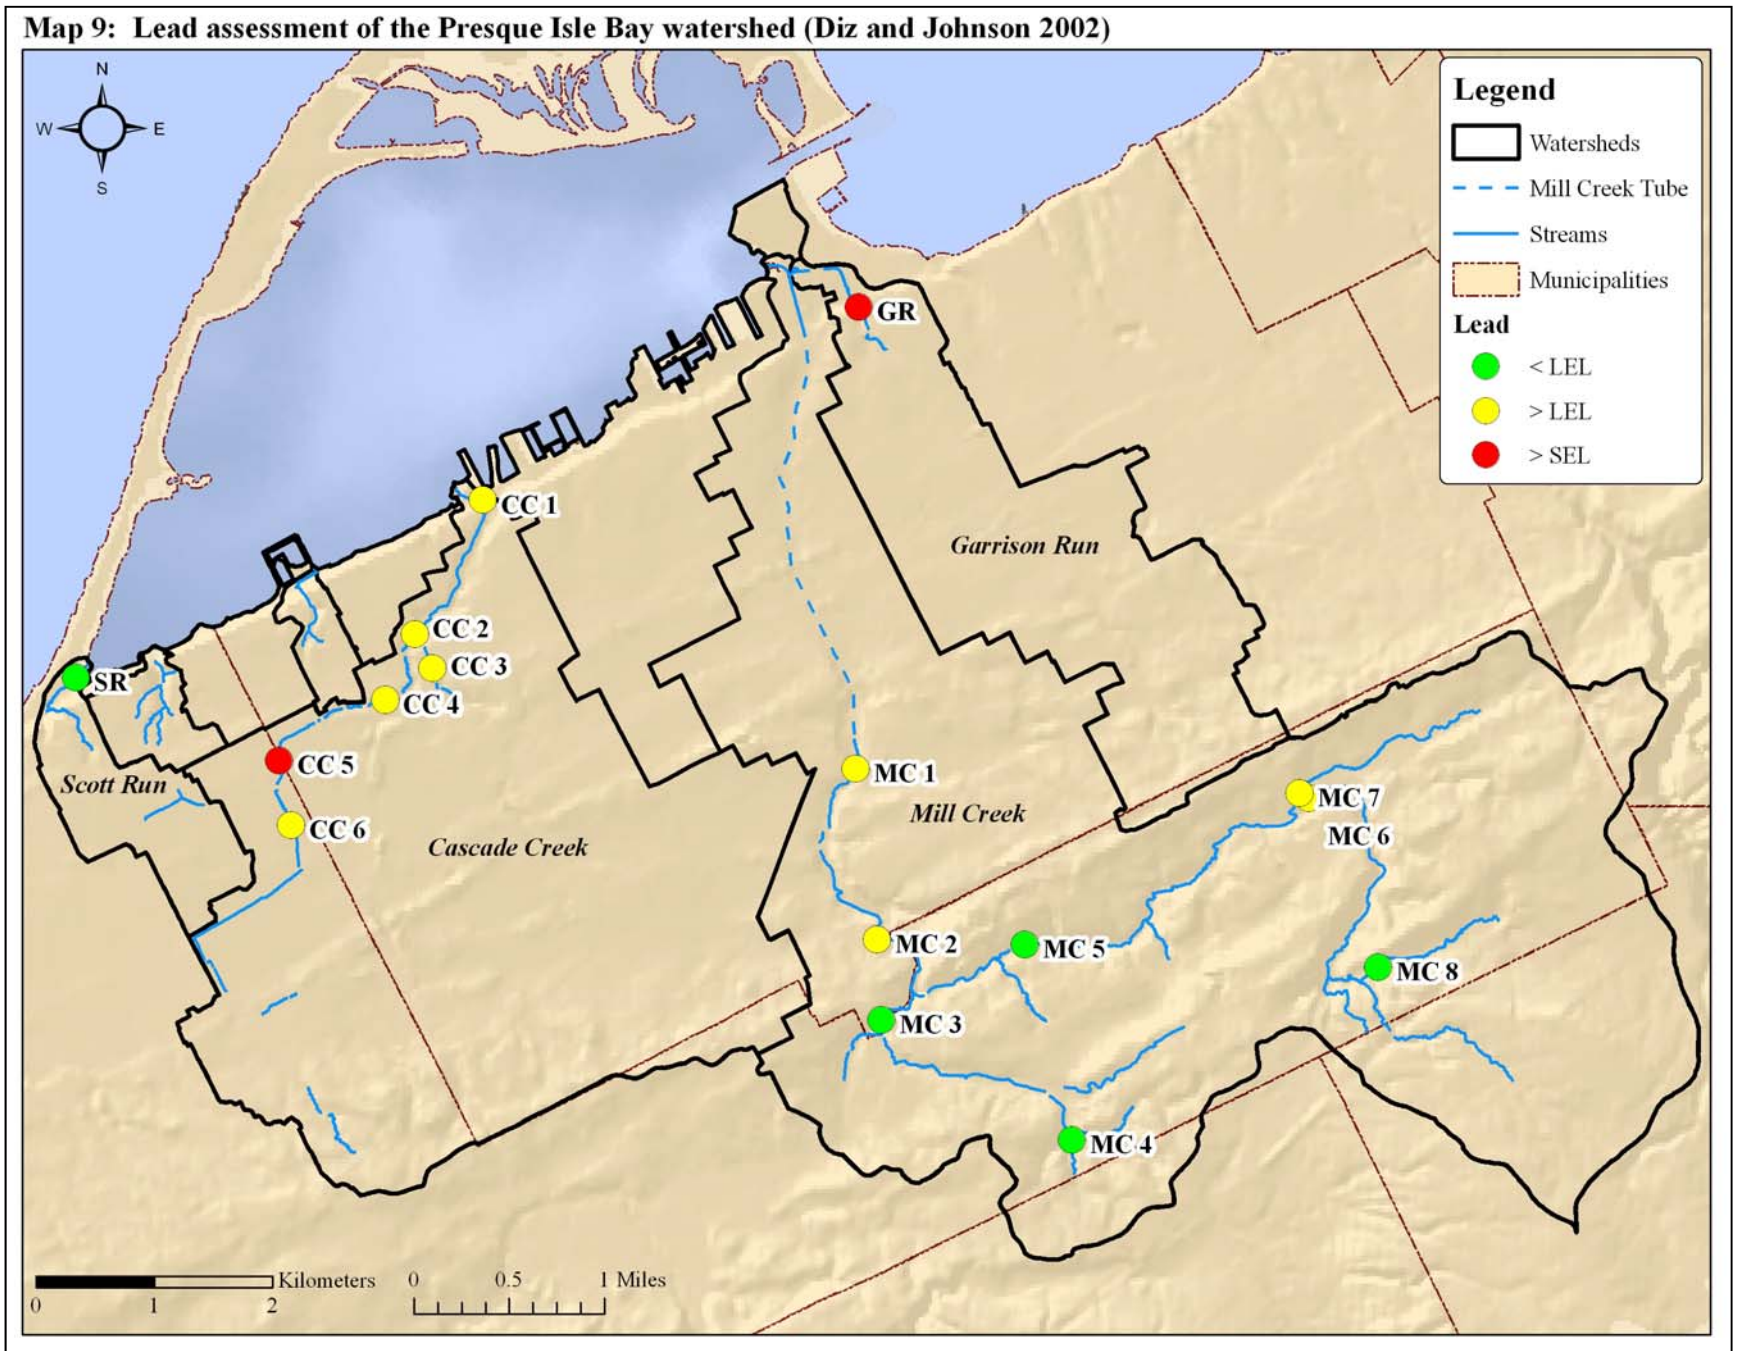 Map 9: Lead assessment of the Presque Isle Bay watershed (Diz and Johnson 2002)
N
W E
S
Legend
Watersheds
Mill Creek Tube
Streams
Municipalities
Lead
< LEL
> LEL
> SEL
GR
CC 1
Garrison Run
CC 2
CC 3
SR
CC 4
CC 5
MC 1
Scott Run
MC 7
Mill Creek
CC 6
MC 6
Cascade Creek
MC 2
MC 5
MC 8
MC 3
MC 4
Kilometers
0 1 2
0 0.5 1 Miles